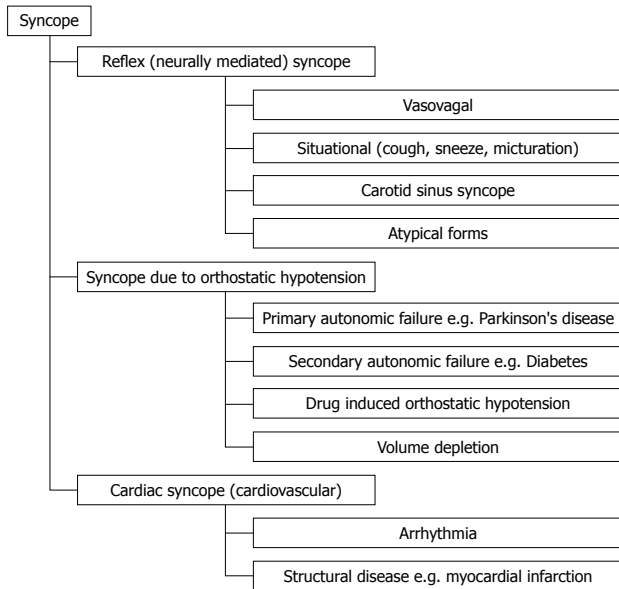 Syncope
Reflex (neurally mediated) syncope
Vasovagal
Situational (cough, sneeze, micturation)
Carotid sinus syncope
Atypical forms
Syncope due to orthostatic hypotension
Primary autonomic failure e.g. Parkinson's disease
Secondary autonomic failure e.g. Diabetes
Drug induced orthostatic hypotension
Volume depletion
Cardiac syncope (cardiovascular)
Arrhythmia
Structural disease e.g. myocardial infarction